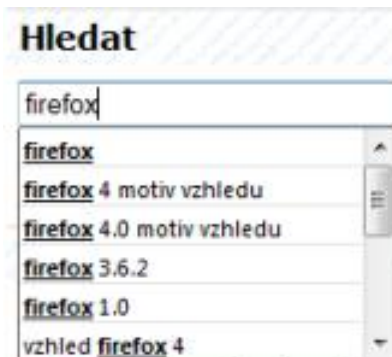 Hledat
firefox
firefox
firefox 4 motiv vzhledu
firefox 4.0 motiv vzhledu
firefox 3.6.2
firefox 1.0
vzhled firefox 4